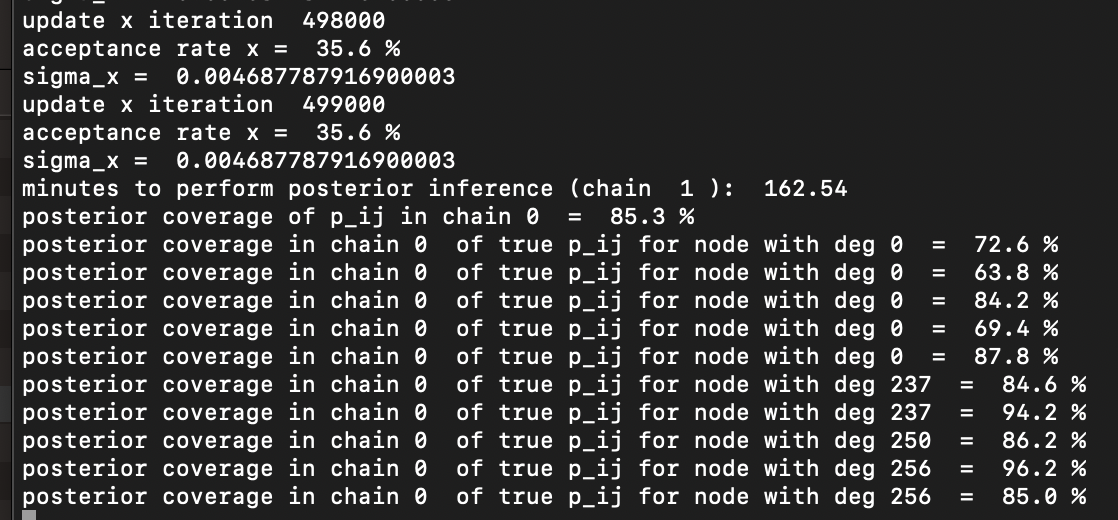 update x iteration  498000
acceptance rate x =  35.6 %
sigma_x =  0.004687787916900003
update x iteration  499000
acceptance rate x =  35.6 %
sigma_x =  0.004687787916900003
minutes to perform posterior inference (chain  1 ):  162.54
posterior coverage of p_ij in chain 0  =  85.3 %
posterior coverage in chain 0  of true p_ij for node with deg 0  =  72.6 %
posterior coverage in chain 0  of true p_ij for node with deg 0  =  63.8 %
posterior coverage in chain 0  of true p_ij for node with deg 0  =  84.2 %
posterior coverage in chain 0  of true p_ij for node with deg 0  =  69.4 %
posterior coverage in chain 0  of true p_ij for node with deg 0  =  87.8 %
posterior coverage in chain 0  of true p_ij for node with deg 237  =  84.6 %
posterior coverage in chain 0  of true p_ij for node with deg 237  =  94.2 %
posterior coverage in chain 0  of true p_ij for node with deg 250  =  86.2 %
posterior coverage in chain 0  of true p_ij for node with deg 256  =  96.2 %
posterior coverage in chain 0  of true p_ij for node with deg 256  =  85.0 %